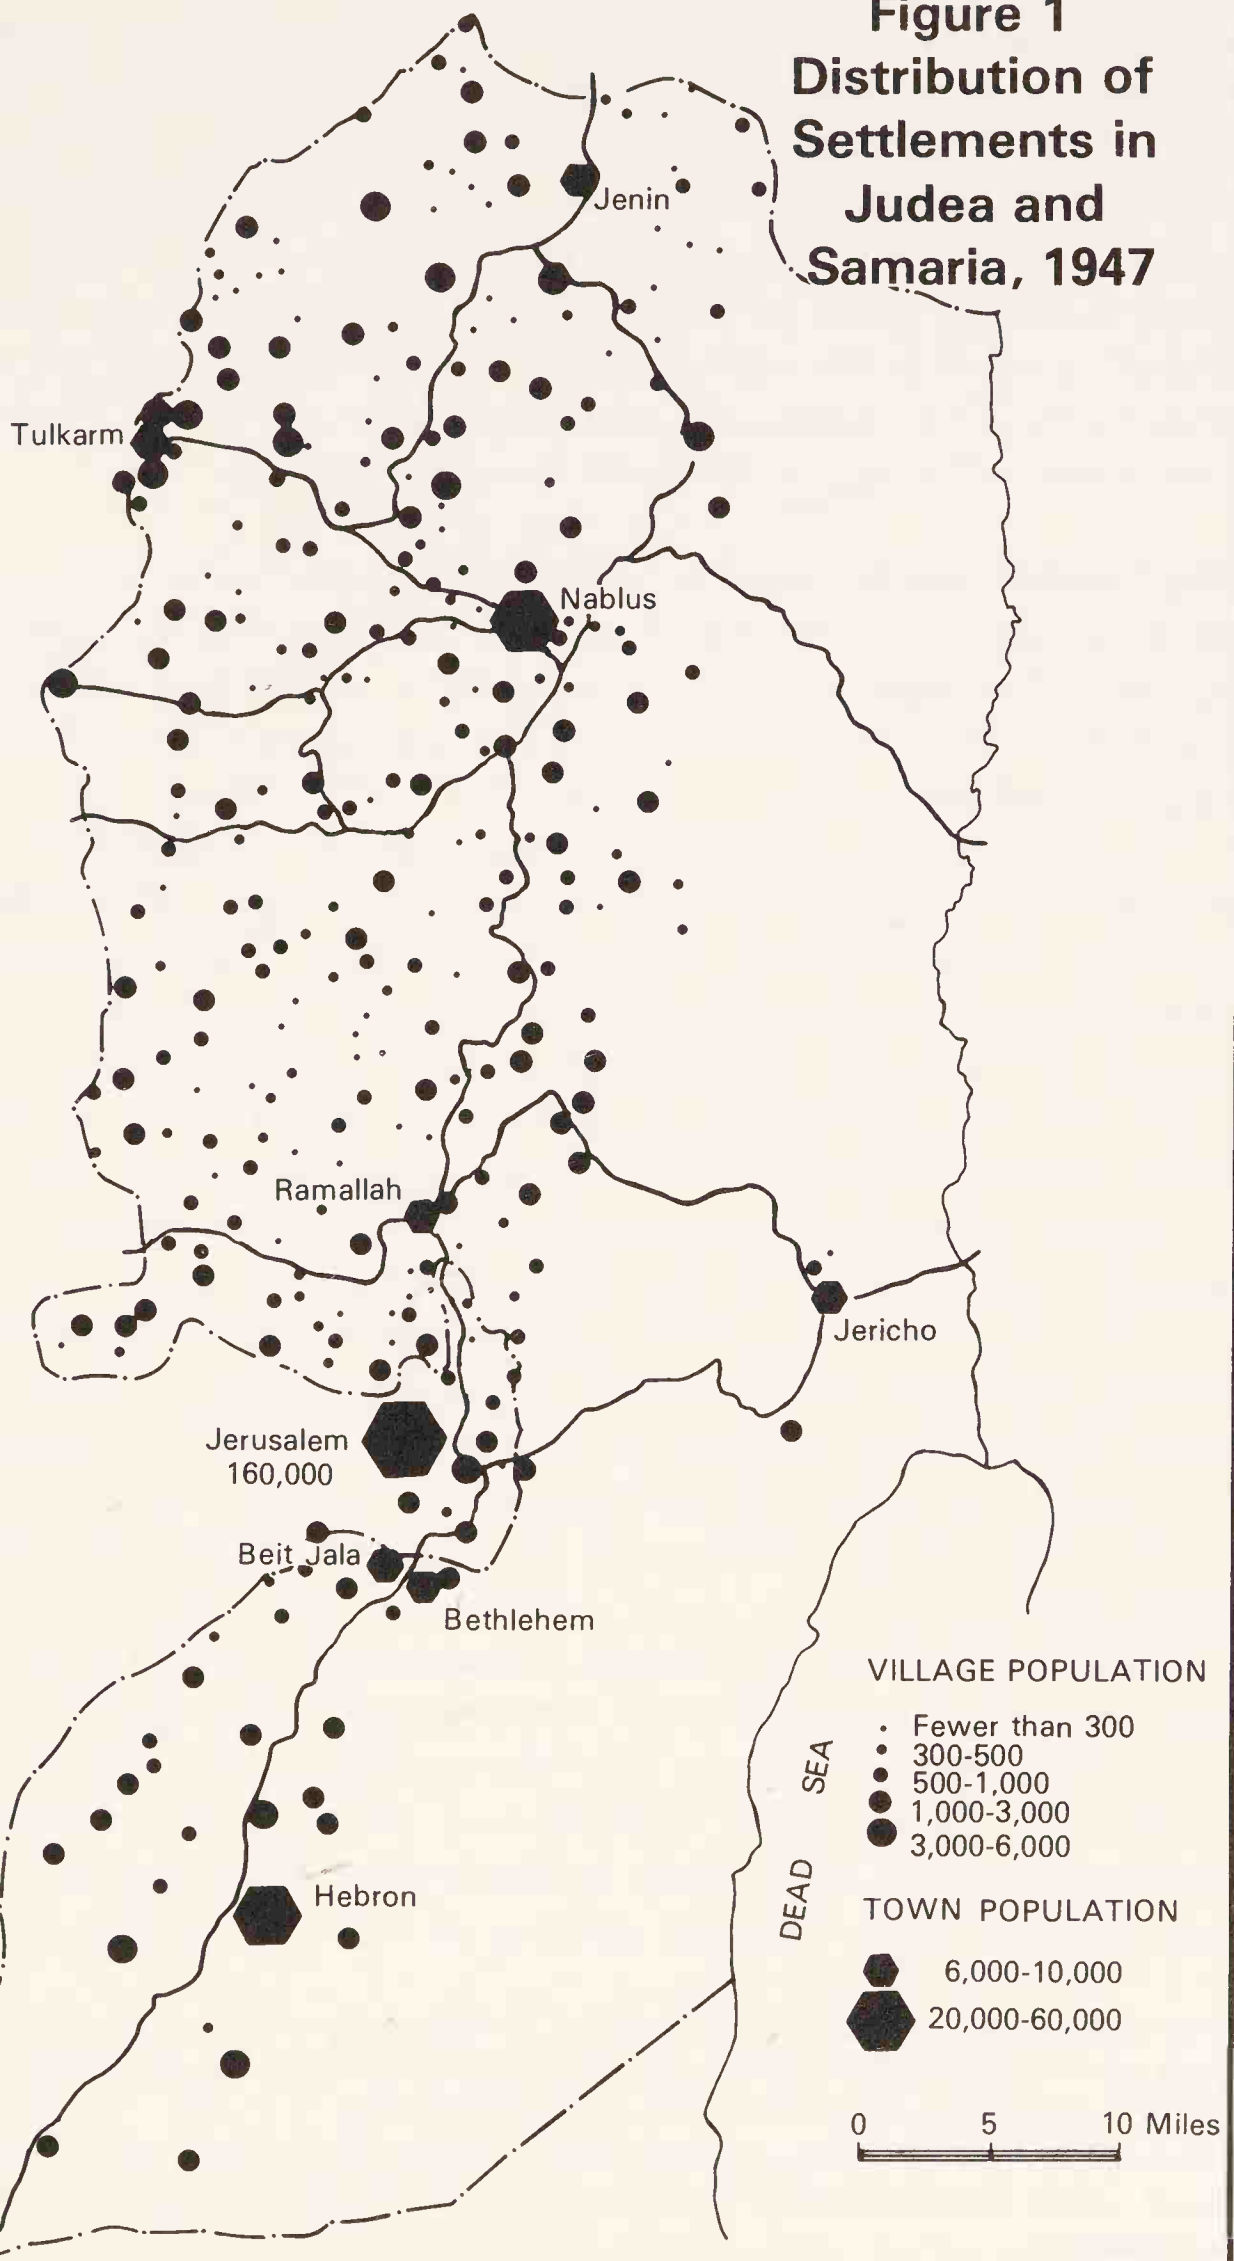 Figure 1
Distribution of
Settlements in
Judea and
Samaria, 1947
Jenin
Tulkarm
Nablus
Ramallah
Jericho
Jerusalem
160,000
Beit Jala
Bethlehem
Hebron
DEAD SEA
VILLAGE POPULATION
Fewer than 300
300-500
500-1,000
1,000-3,000
3,000-6,000
TOWN POPULATION
6,000-10,000
20,000-60,000
0 5 10 Miles